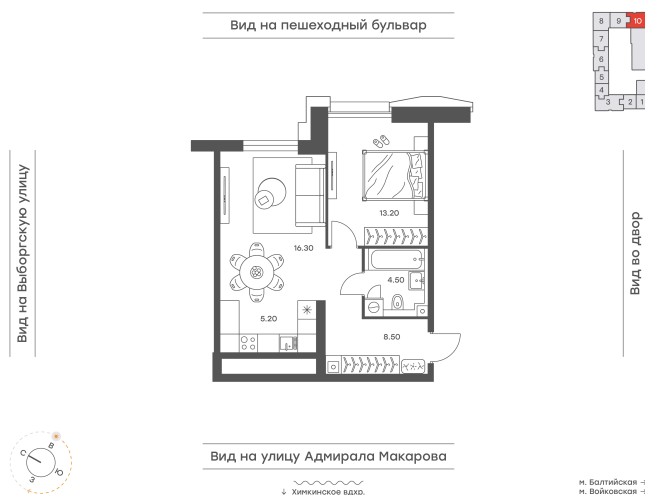 Вид на пешеходный бульвар
8 9 10
7
6
5
4
3 2 1
Вид на Выборгскую улицу
Вид во двор
13.20
16.30
4.50
5.20
8.50
Вид на улицу Адмирала Макарова
↓ Химкинское вдхр.
В
С
Ю
З
м. Балтийская →
м. Войковская →